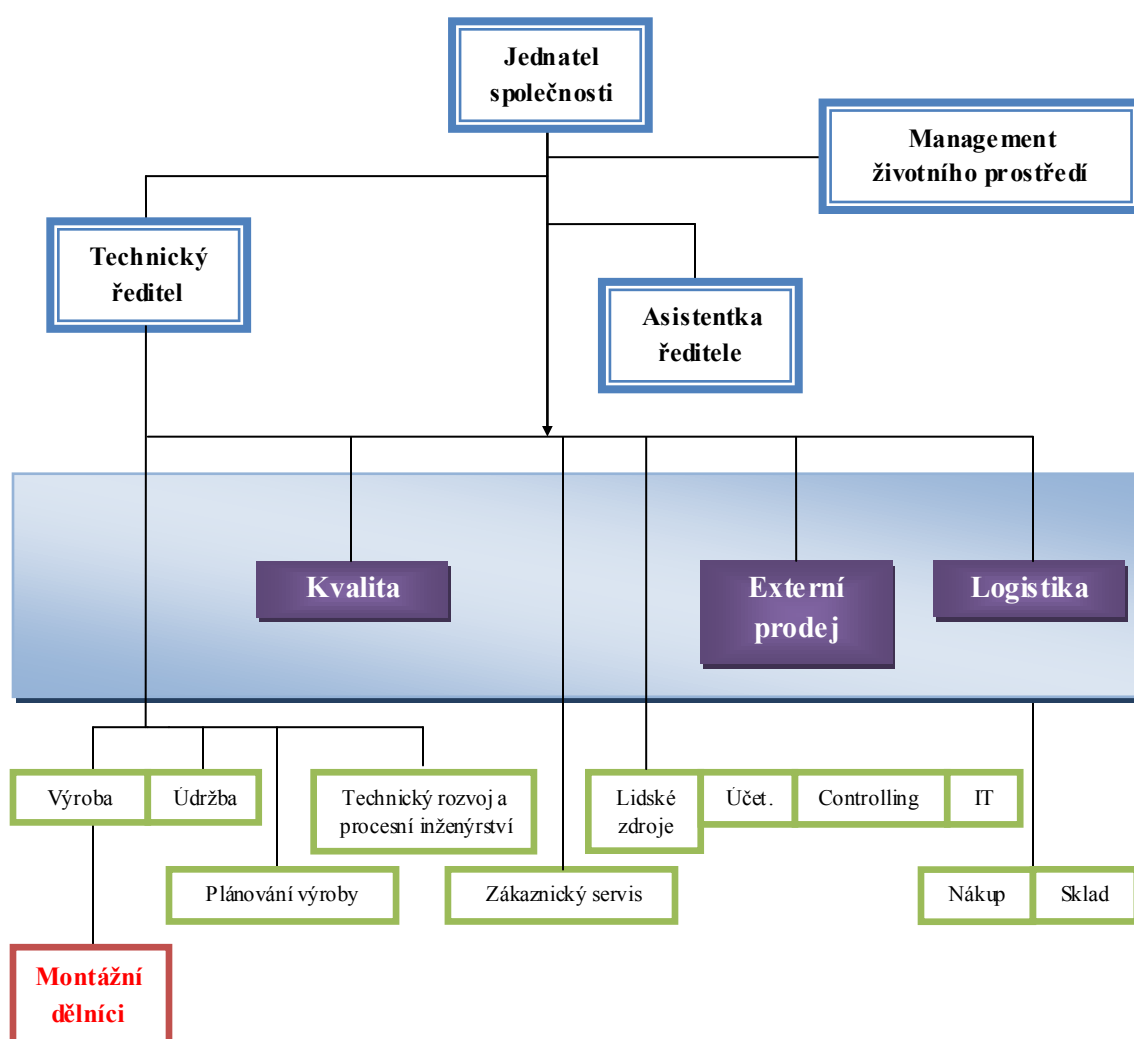 Jednatel
společnosti
Management
životního prostředí
Technický
ředitel
Asistentka
ředitele
Kvalita
Externí
prodej
Logistika
Výroba
Údržba
Technický rozvoj a
procesní inženýrství
Lidské
zdroje
Účet.
Controlling
IT
Plánování výroby
Zákaznický servis
Nákup
Sklad
Montážní
dělníci